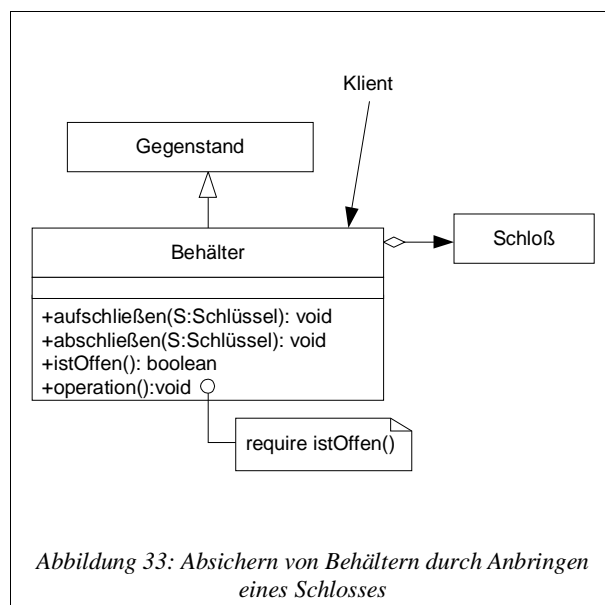 Klient
Gegenstand
Behälter
Schloß
+aufschließen(S:Schlüssel): void
+abschließen(S:Schlüssel): void
+istOffen(): boolean
+operation():void
require istOffen()
Abbildung 33: Absichern von Behältern durch Anbringen
eines Schlosses